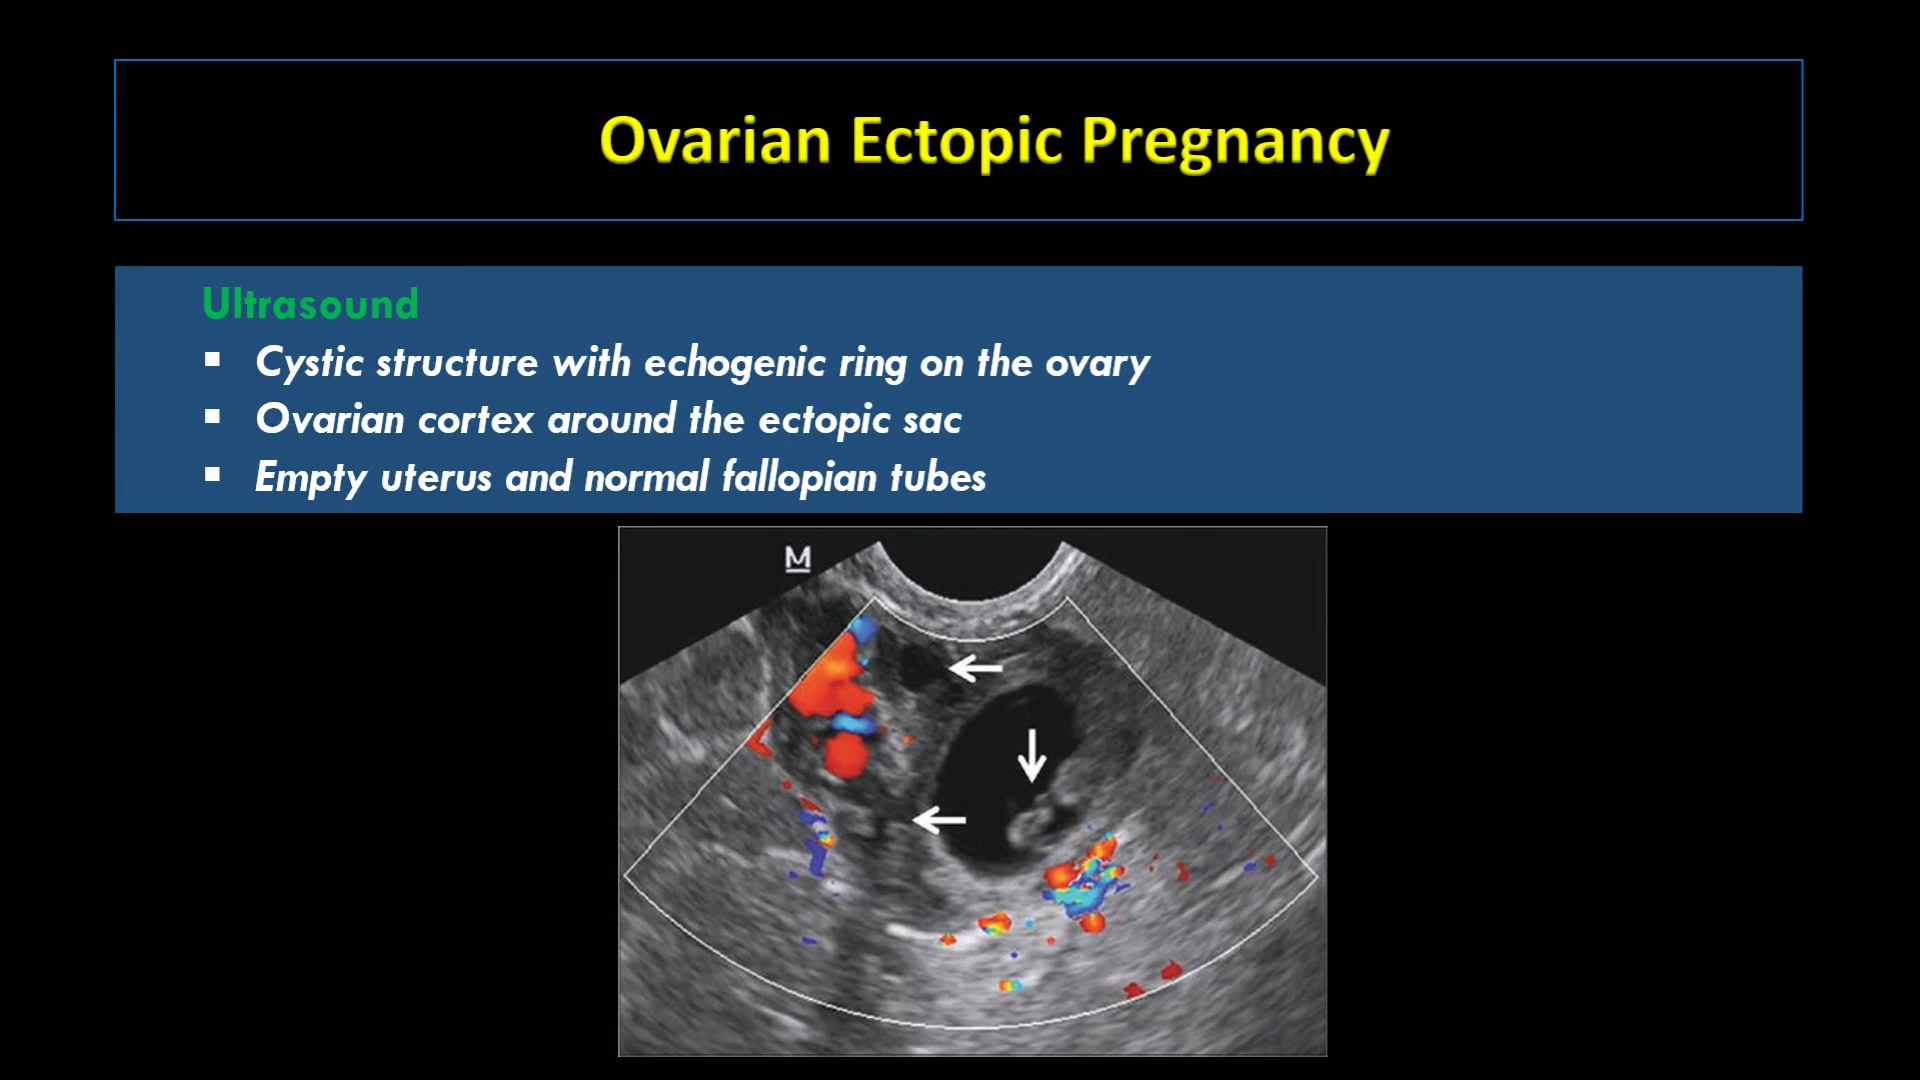 Ovarian Ectopic Pregnancy
Ultrasound
▪ Cystic structure with echogenic ring on the ovary
▪ Ovarian cortex around the ectopic sac
▪ Empty uterus and normal fallopian tubes
M